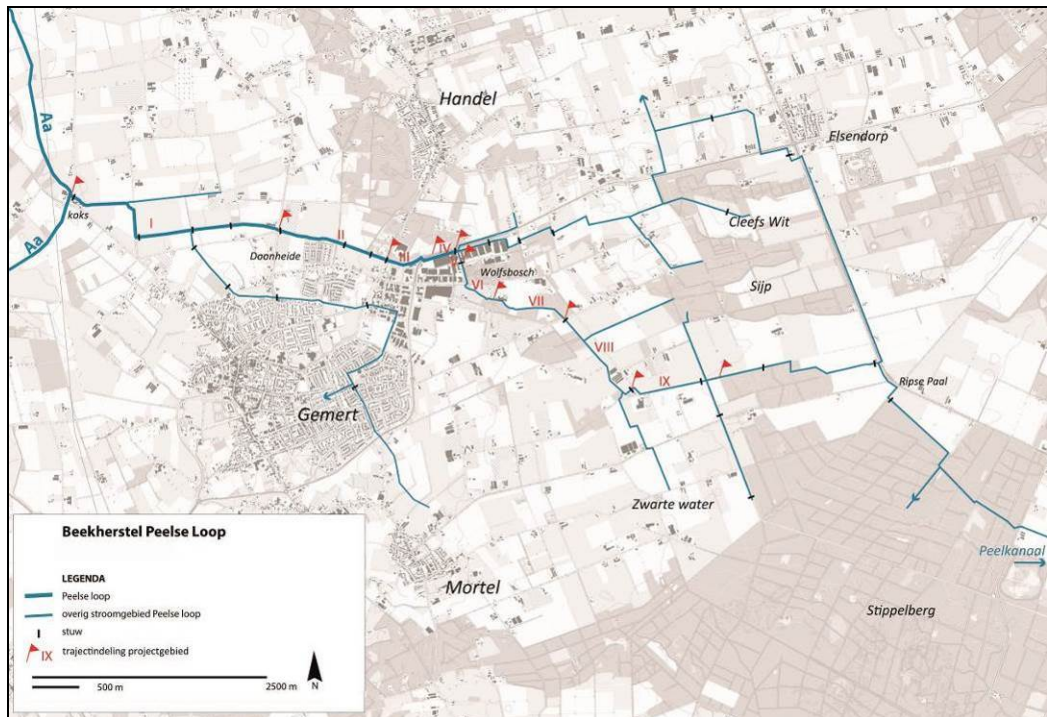 Handel
Elsendorp
Aa
koks
I
II
III
IV
V
Cleefs Wit
Aa
Doonheide
Wolfsbosch
VI
VII
Sijp
VIII
IX
Ripse Paal
Gemert
Zwarte water
Peelkanaal
Mortel
Stippelberg
Beekherstel Peelse Loop
LEGENDA
Peelse loop
overig stroomgebied Peelse loop
stuw
IX trajectindeling projectgebied
500 m 2500 m
N